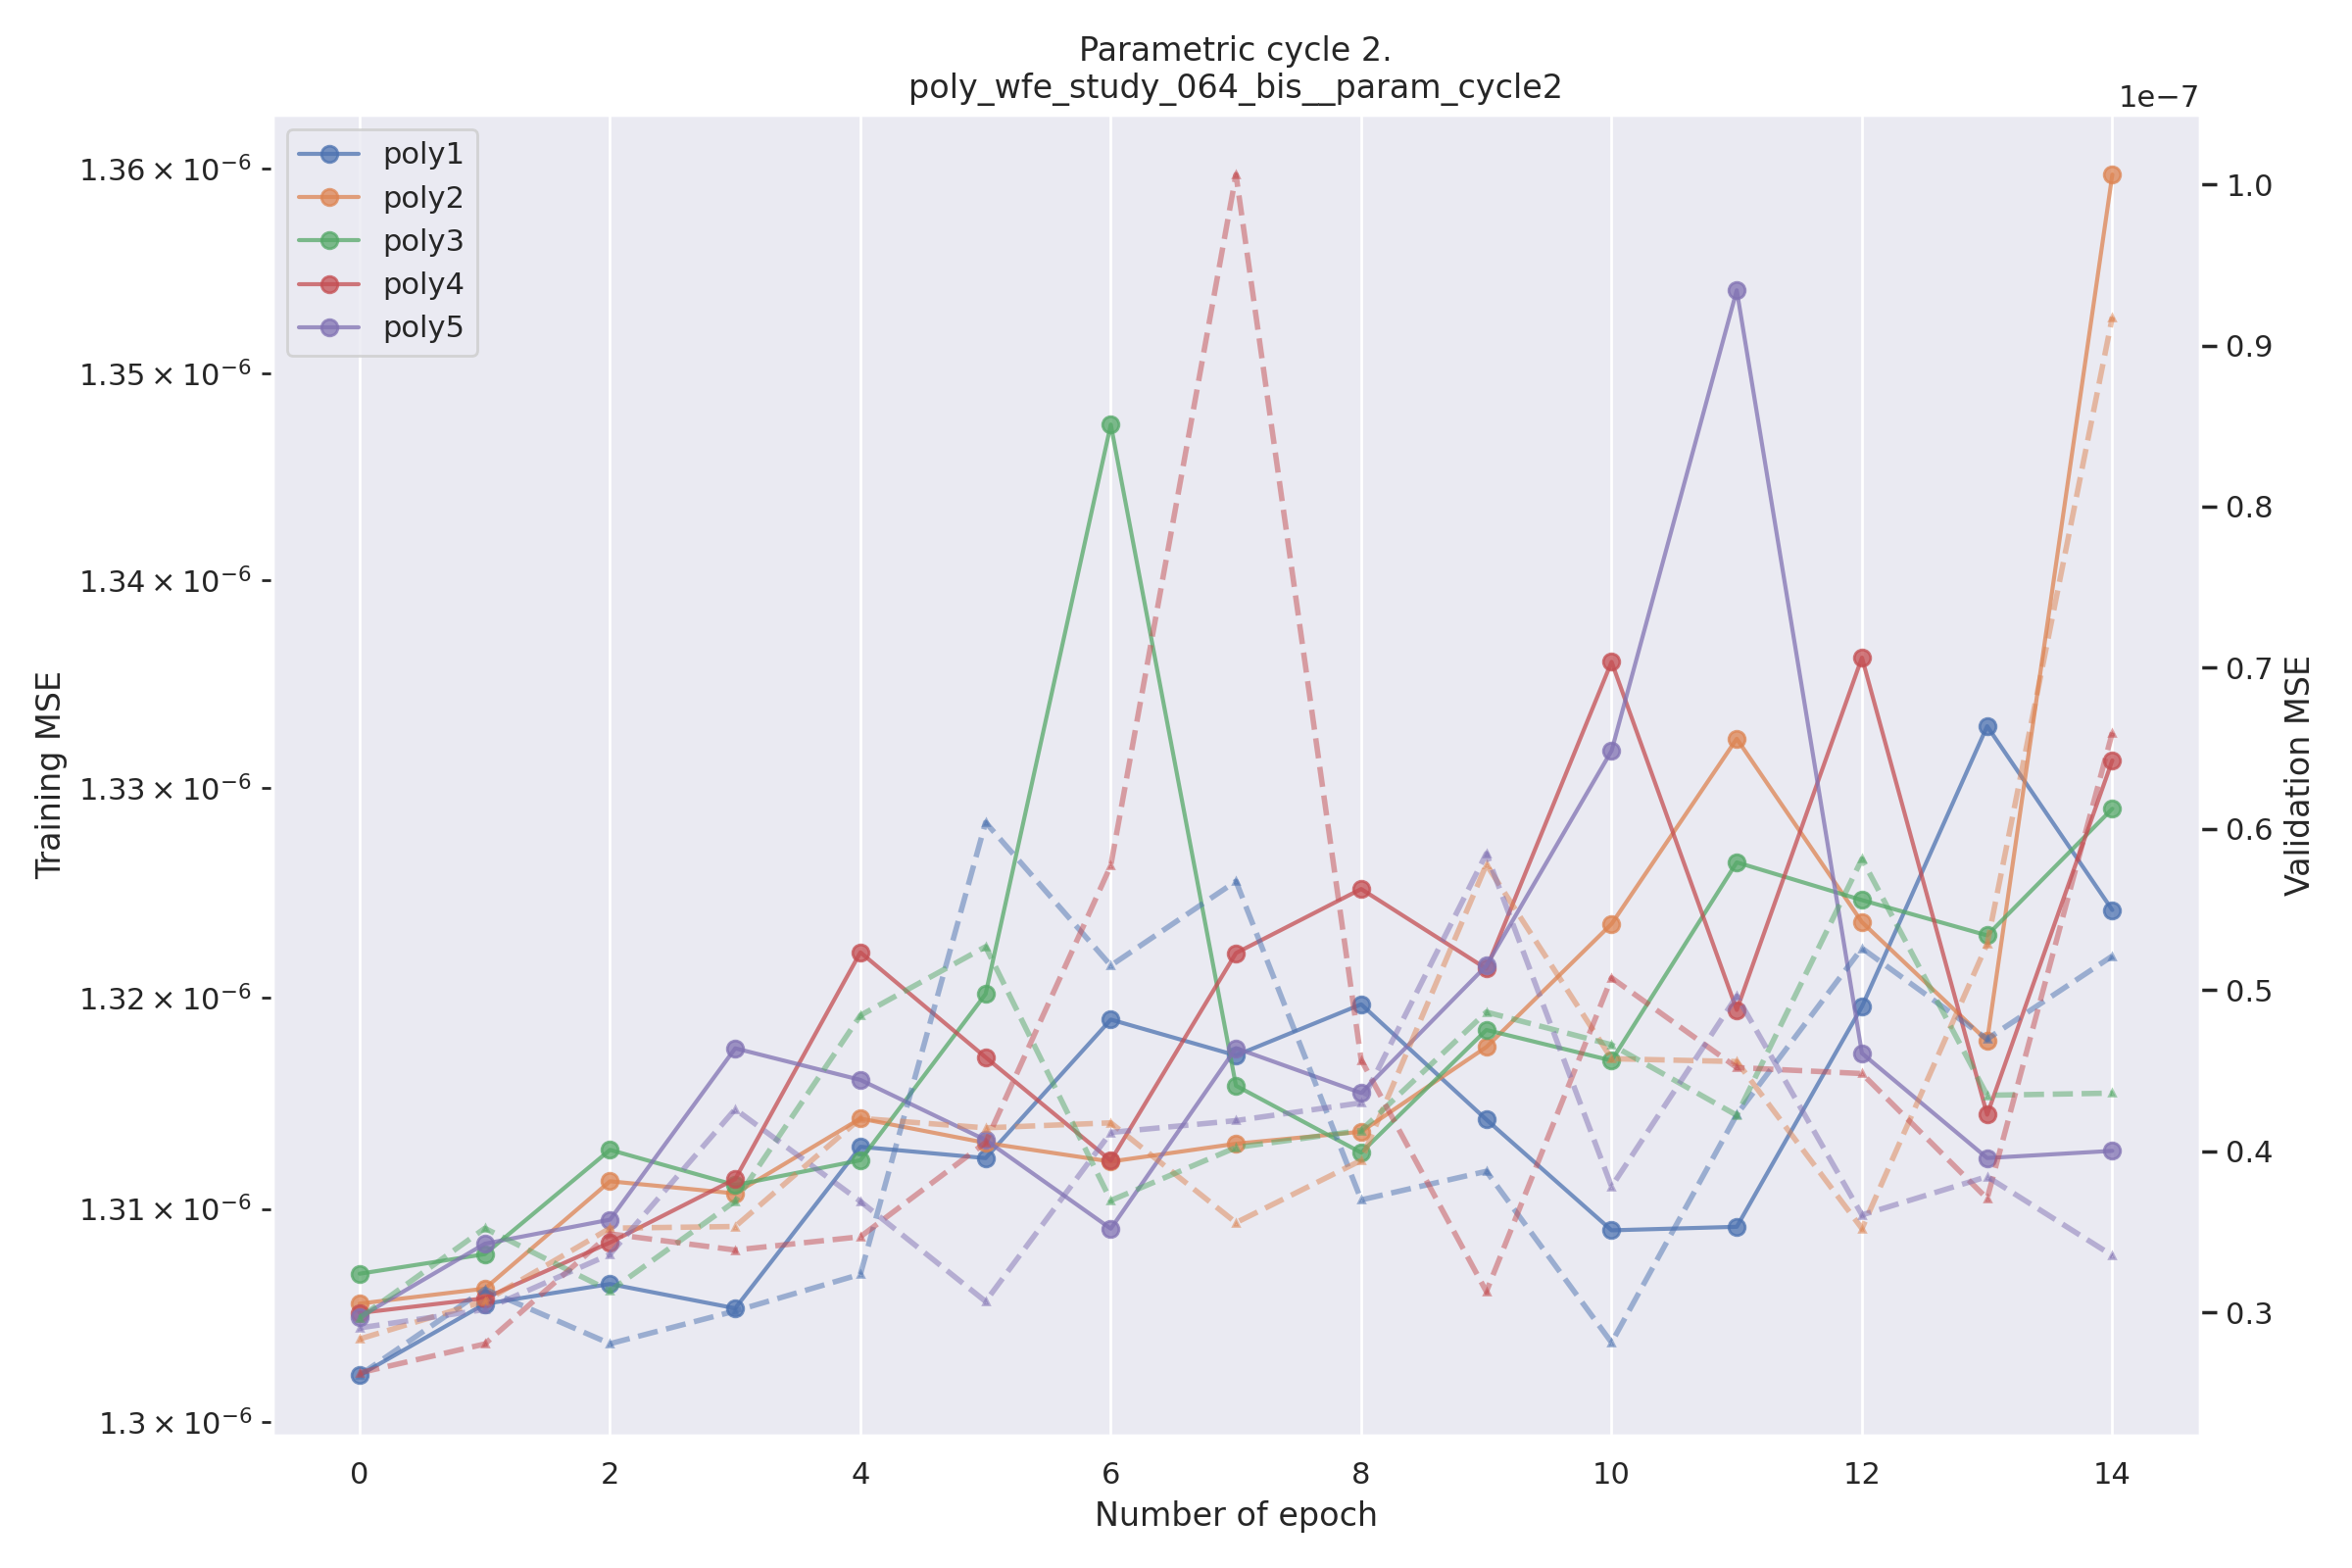 Parametric cycle 2.
poly_wfe_study_064_bis__param_cycle2
1e−7
poly1
poly2
poly3
poly4
poly5
1.36 × 10⁻⁶
1.35 × 10⁻⁶
1.34 × 10⁻⁶
1.33 × 10⁻⁶
1.32 × 10⁻⁶
1.31 × 10⁻⁶
1.3 × 10⁻⁶
Training MSE
1.0
0.9
0.8
0.7
0.6
0.5
0.4
0.3
Validation MSE
0 2 4 6 8 10 12 14
Number of epoch